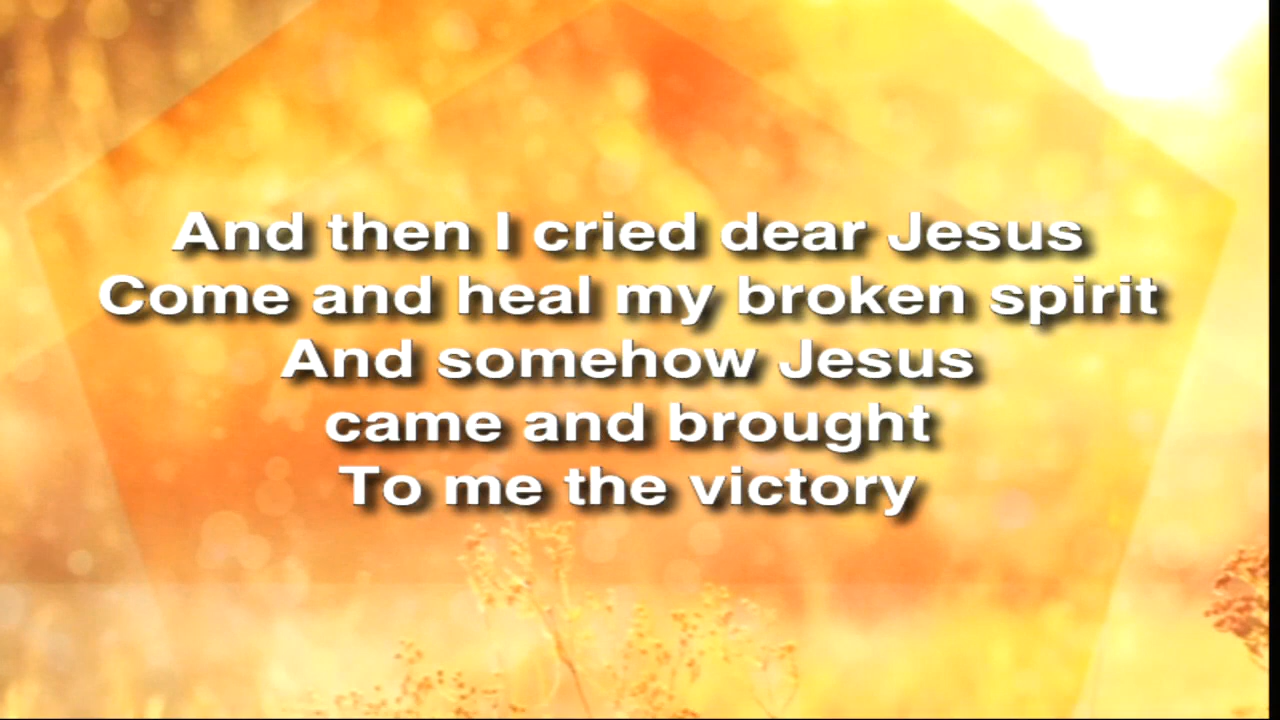 And then I cried dear Jesus
Come and heal my broken spirit
And somehow Jesus
came and brought
To me the victory